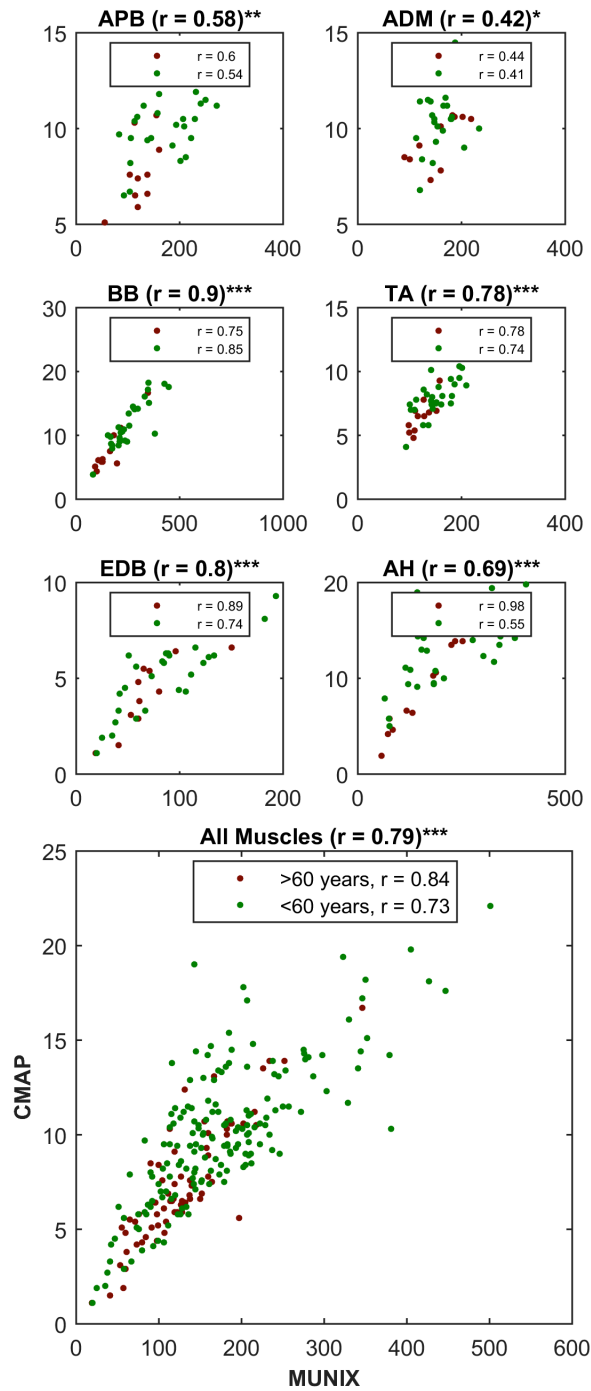 APB (r = 0.58)** ADM (r = 0.42)*
15 15
r = 0.6 r = 0.44
r = 0.54 r = 0.41
10 10
5 5
0 200 400 0 200 400
BB (r = 0.9)*** TA (r = 0.78)***
30 15
r = 0.75 r = 0.78
r = 0.85 r = 0.74
20 10
10 5
0 0
0 500 1000 0 200 400
EDB (r = 0.8)*** AH (r = 0.69)***
10 20
r = 0.89 r = 0.98
r = 0.74 r = 0.55
5 10
0 0
0 100 200 0 500
All Muscles (r = 0.79)***
25
>60 years, r = 0.84
<60 years, r = 0.73
20
15
CMAP
10
5
0
0 100 200 300 400 500 600
MUNIX